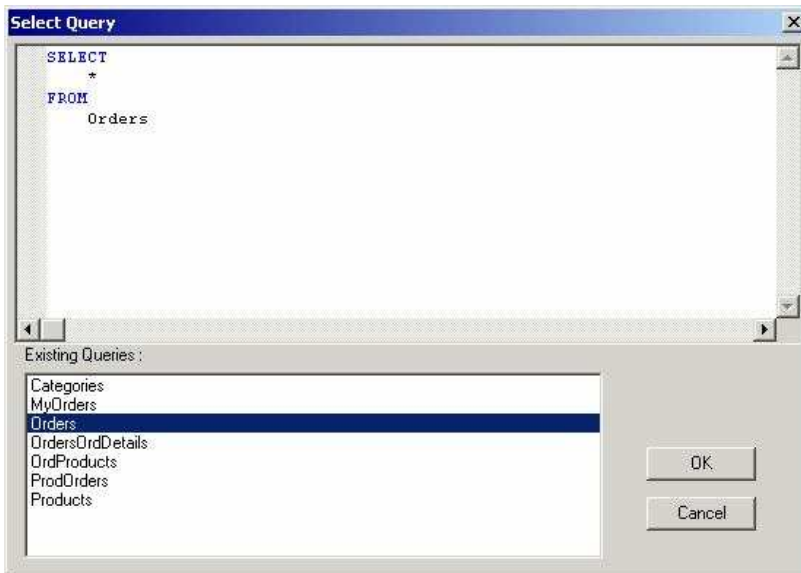 Select Query
SELECT
*
FROM
Orders
Existing Queries :
Categories
MyOrders
Orders
OrdersOrdDetails
OrdProducts
ProdOrders
Products
OK
Cancel